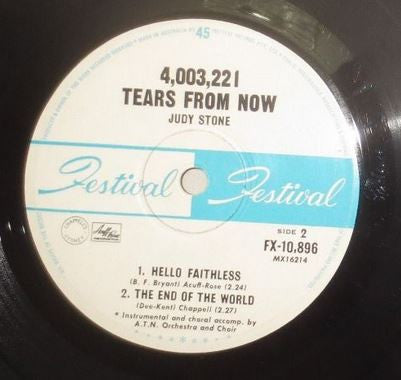 45
4,003,221
TEARS FROM NOW
JUDY STONE
Festival Festival
SIDE 2
FX-10,896
MX16214
CHAPPELL
SYDNEY
1. HELLO FAITHLESS
(B. F. Bryant) Acuff-Rose (2.24)
2. THE END OF THE WORLD
(Dee-Kent) Chappell (2.27)
*Instrumental and choral accomp. by
A.T.N. Orchestra and Choir